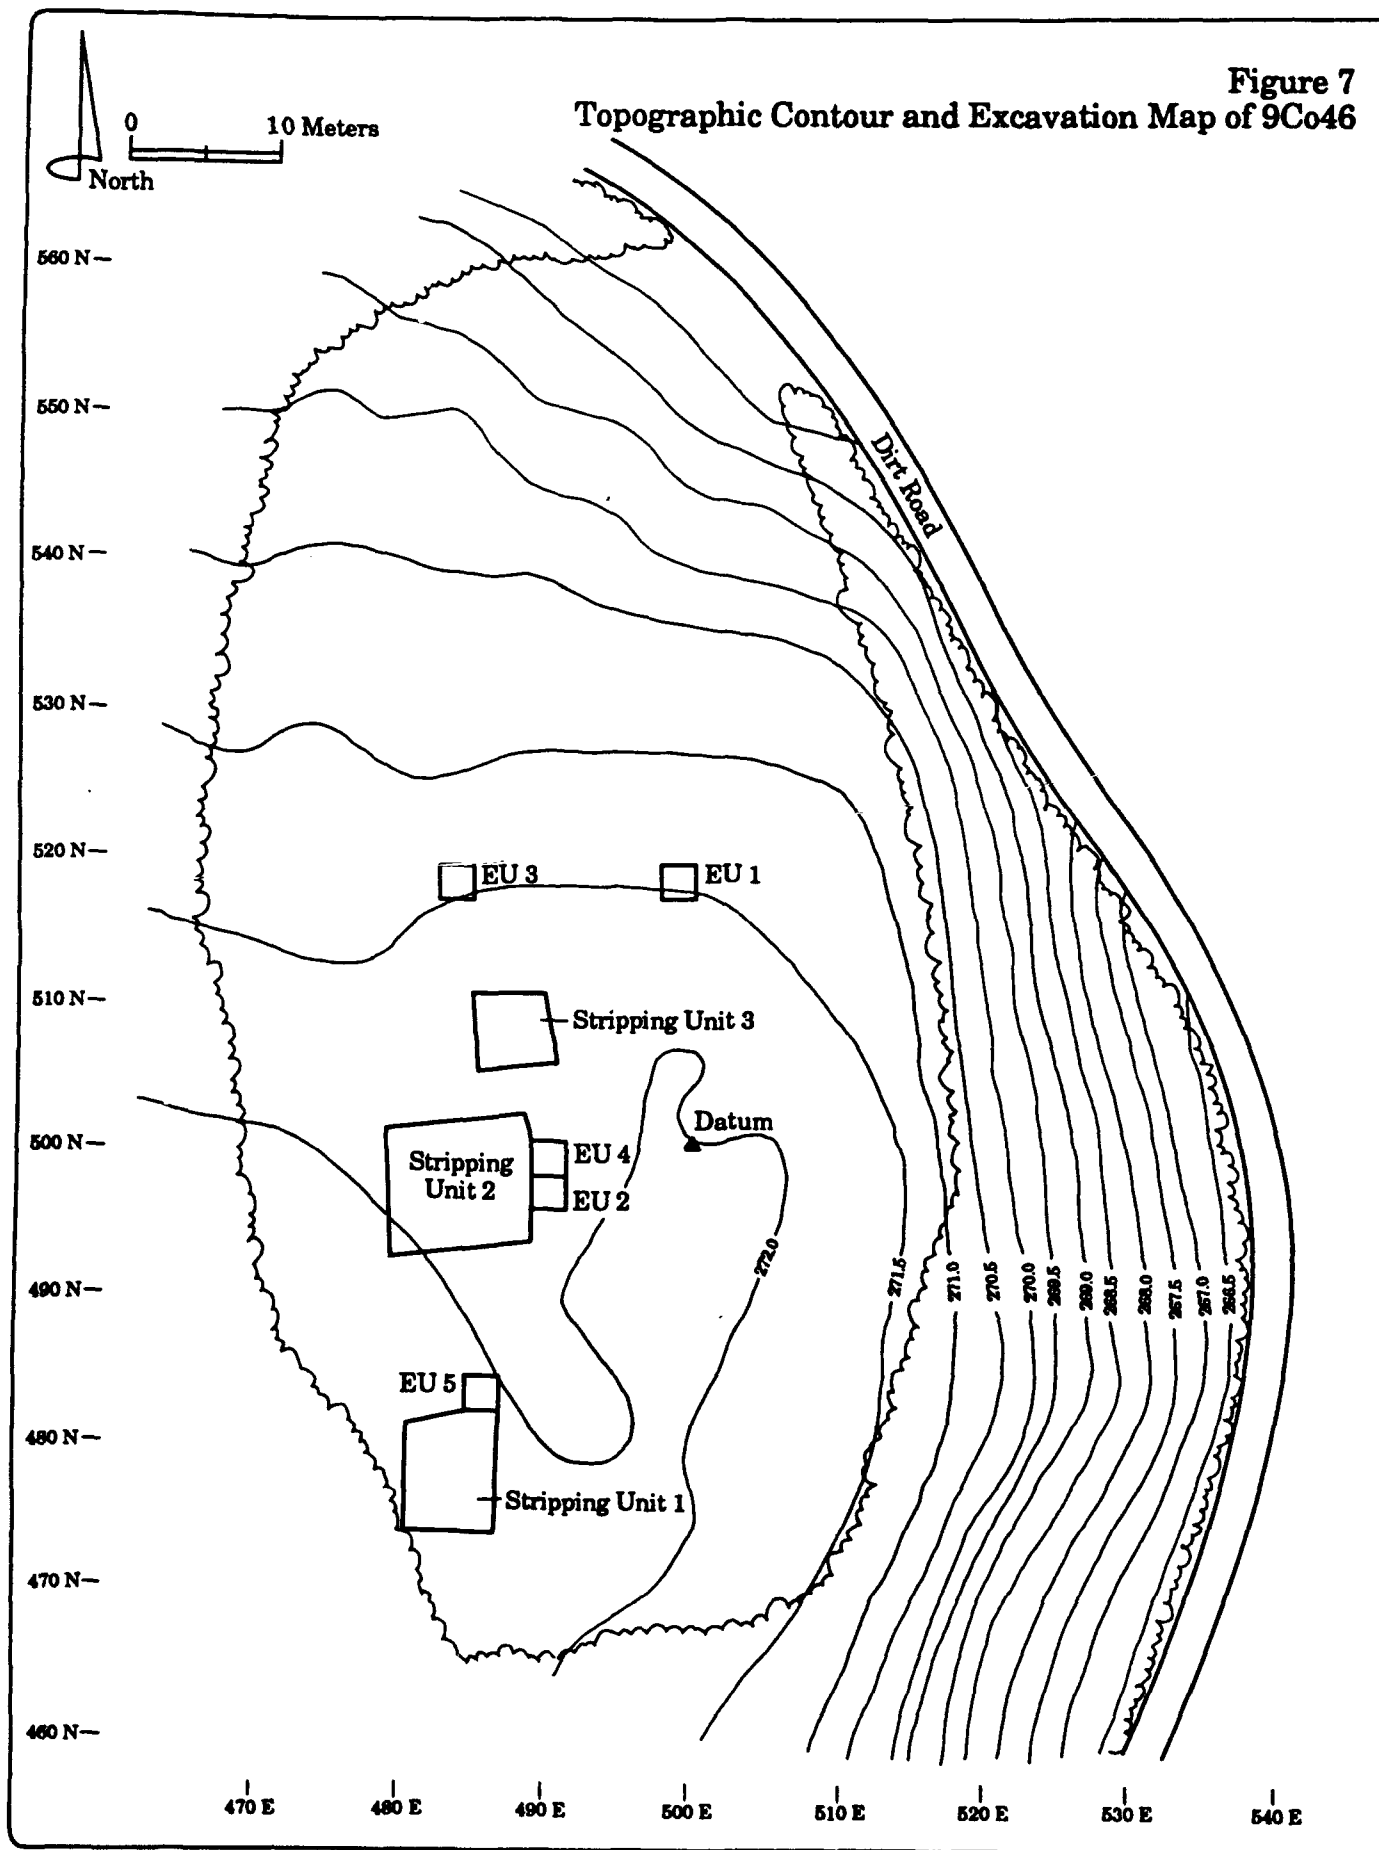 Figure 7
Topographic Contour and Excavation Map of 9Co46
0 10 Meters
North
560 N
550 N
Dirt Road
540 N
530 N
520 N
EU 3
EU 1
510 N
Stripping Unit 3
Datum
500 N
Stripping
Unit 2
EU 4
EU 2
490 N
272.0
271.5
271.0
270.5
270.0
269.5
269.0
268.5
268.0
267.5
267.0
266.5
EU 5
480 N
Stripping Unit 1
470 N
460 N
470 E
480 E
490 E
500 E
510 E
520 E
530 E
540 E